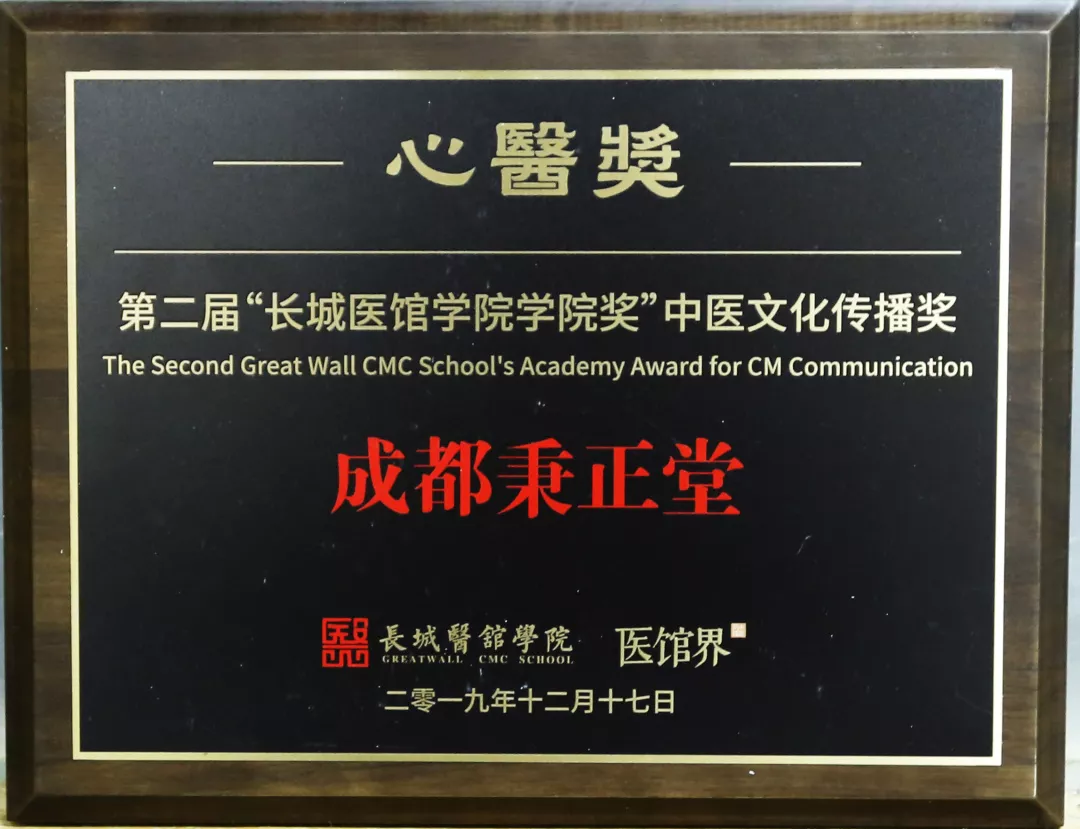 心醫獎
第二届“长城医馆学院学院奖”中医文化传播奖
The Second Great Wall CMC School's Academy Award for CM Communication
成都秉正堂
長城醫舘學院 医馆界
GREATWALL CMC SCHOOL
二零一九年十二月十七日